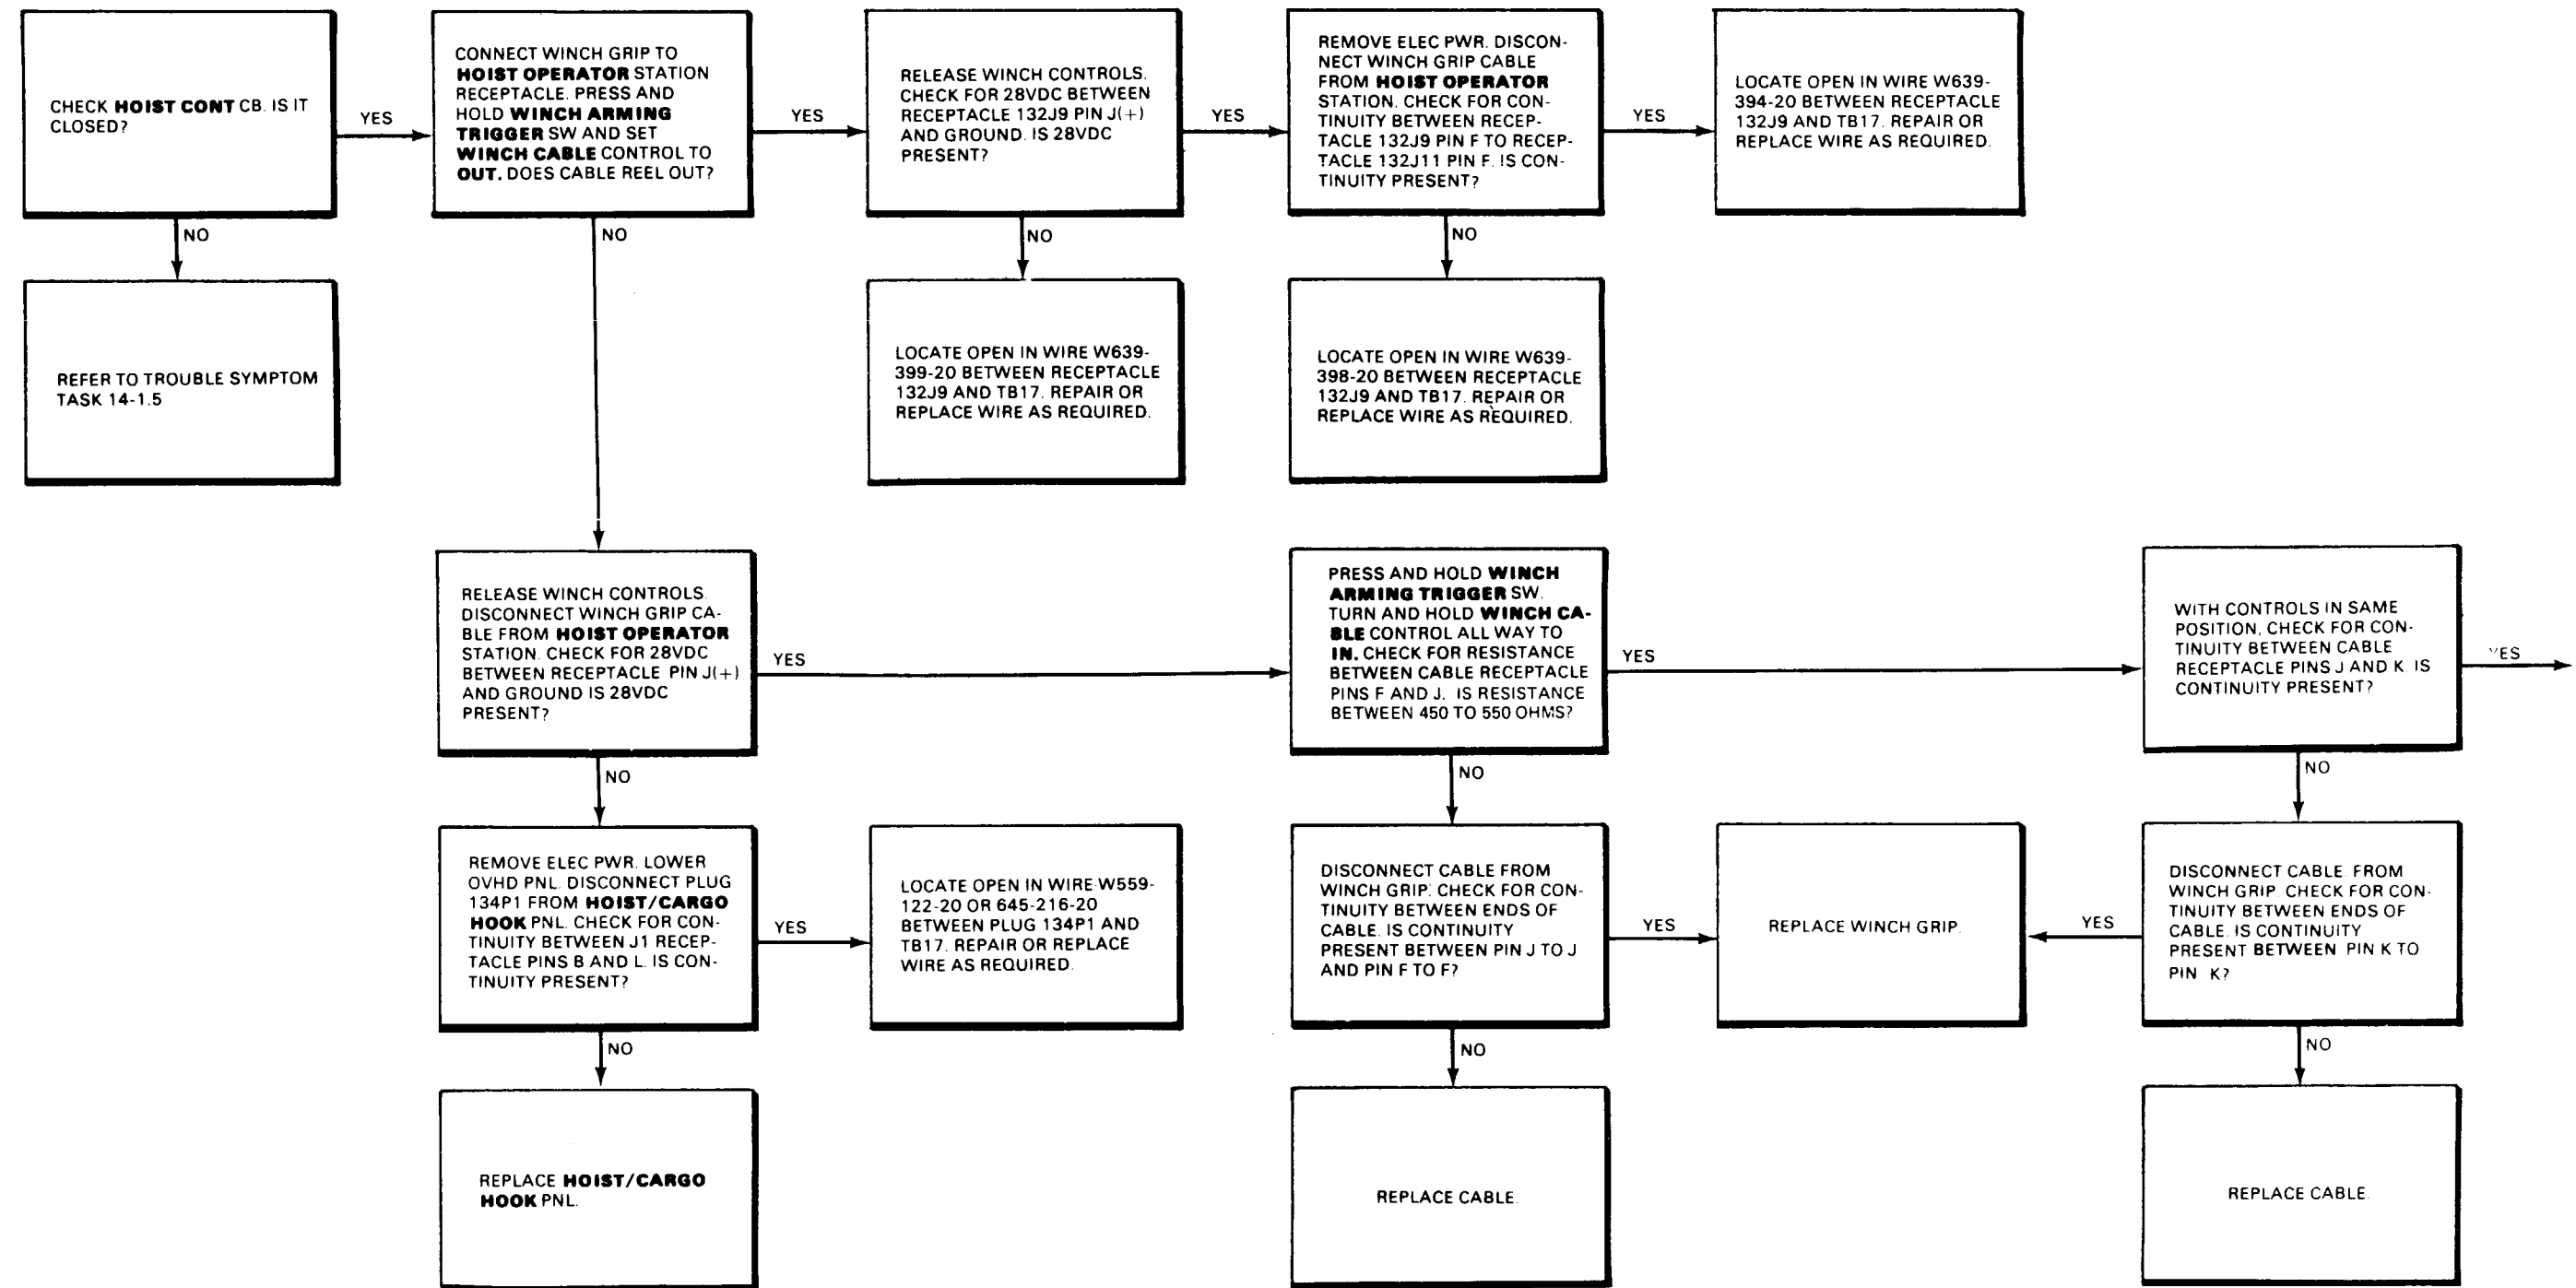 CHECK HOIST CONT CB. IS IT
CLOSED?
YES
NO
REFER TO TROUBLE SYMPTOM
TASK 14-1.5
CONNECT WINCH GRIP TO
HOIST OPERATOR STATION
RECEPTACLE. PRESS AND
HOLD WINCH ARMING
TRIGGER SW AND SET
WINCH CABLE CONTROL TO
OUT. DOES CABLE REEL OUT?
YES
NO
RELEASE WINCH CONTROLS.
CHECK FOR 28VDC BETWEEN
RECEPTACLE 132J9 PIN J(+)
AND GROUND. IS 28VDC
PRESENT?
YES
NO
LOCATE OPEN IN WIRE W639-
399-20 BETWEEN RECEPTACLE
132J9 AND TB17. REPAIR OR
REPLACE WIRE AS REQUIRED.
REMOVE ELEC PWR. DISCON-
NECT WINCH GRIP CABLE
FROM HOIST OPERATOR
STATION. CHECK FOR CON-
TINUITY BETWEEN RECEP-
TACLE 132J9 PIN F TO RECEP-
TACLE 132J11 PIN F. IS CON-
TINUITY PRESENT?
YES
NO
LOCATE OPEN IN WIRE W639-
398-20 BETWEEN RECEPTACLE
132J9 AND TB17. REPAIR OR
REPLACE WIRE AS REQUIRED.
LOCATE OPEN IN WIRE W639-
394-20 BETWEEN RECEPTACLE
132J9 AND TB17. REPAIR OR
REPLACE WIRE AS REQUIRED.
RELEASE WINCH CONTROLS.
DISCONNECT WINCH GRIP CA-
BLE FROM HOIST OPERATOR
STATION. CHECK FOR 28VDC
BETWEEN RECEPTACLE PIN J(+)
AND GROUND IS 28VDC
PRESENT?
YES
NO
REMOVE ELEC PWR. LOWER
OVHD PNL. DISCONNECT PLUG
134P1 FROM HOIST/CARGO
HOOK PNL. CHECK FOR CON-
TINUITY BETWEEN J1 RECEP-
TACLE PINS B AND L. IS CON-
TINUITY PRESENT?
YES
NO
REPLACE HOIST/CARGO
HOOK PNL.
LOCATE OPEN IN WIRE W559-
122-20 OR 645-216-20
BETWEEN PLUG 134P1 AND
TB17. REPAIR OR REPLACE
WIRE AS REQUIRED.
PRESS AND HOLD WINCH
ARMING TRIGGER SW.
TURN AND HOLD WINCH CA-
BLE CONTROL ALL WAY TO
IN. CHECK FOR RESISTANCE
BETWEEN CABLE RECEPTACLE
PINS F AND J. IS RESISTANCE
BETWEEN 450 TO 550 OHMS?
YES
NO
DISCONNECT CABLE FROM
WINCH GRIP. CHECK FOR CON-
TINUITY BETWEEN ENDS OF
CABLE. IS CONTINUITY
PRESENT BETWEEN PIN J TO J
AND PIN F TO F?
YES
NO
REPLACE CABLE.
REPLACE WINCH GRIP.
WITH CONTROLS IN SAME
POSITION, CHECK FOR CON-
TINUITY BETWEEN CABLE
RECEPTACLE PINS J AND K. IS
CONTINUITY PRESENT?
YES
NO
DISCONNECT CABLE FROM
WINCH GRIP. CHECK FOR CON-
TINUITY BETWEEN ENDS OF
CABLE. IS CONTINUITY
PRESENT BETWEEN PIN K TO
PIN K?
YES
NO
REPLACE CABLE.